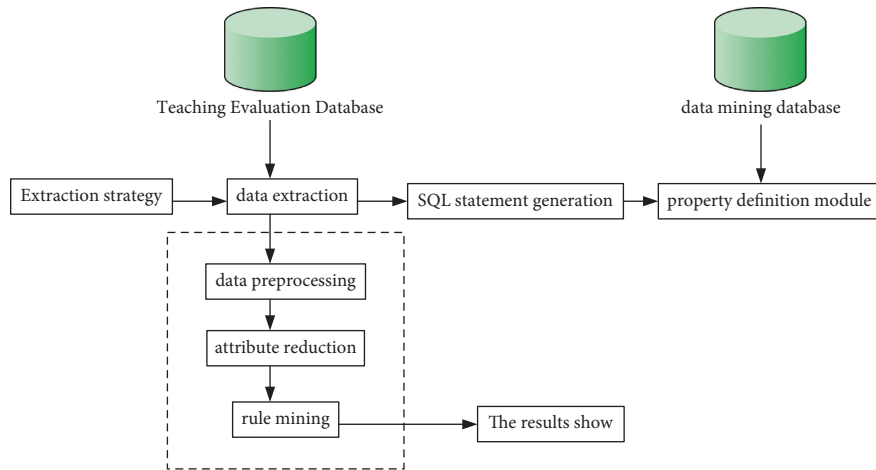 Teaching Evaluation Database
data mining database
Extraction strategy
data extraction
SQL statement generation
property definition module
data preprocessing
attribute reduction
rule mining
The results show